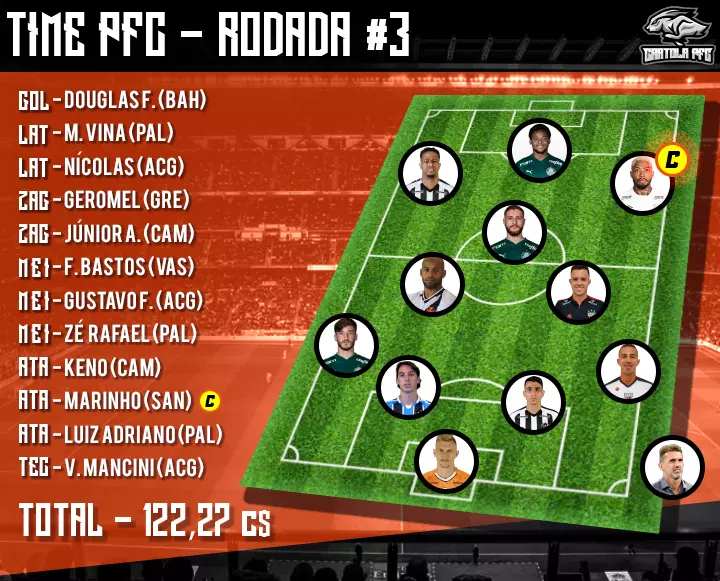 TIME PFC - RODADA #3
CARTOLA PFC
GOL - DOUGLAS F. (BAH)
LAT - M. VINA (PAL)
LAT - NÍCOLAS (ACG)
ZAG - GEROMEL (GRE)
ZAG - JÚNIOR A. (CAM)
MEI - F. BASTOS (VAS)
MEI - GUSTAVO F. (ACG)
MEI - ZÉ RAFAEL (PAL)
ATA - KENO (CAM)
ATA - MARINHO (SAN) C
ATA - LUIZ ADRIANO (PAL)
TEC - V. MANCINI (ACG)
TOTAL - 122,27 C$
C